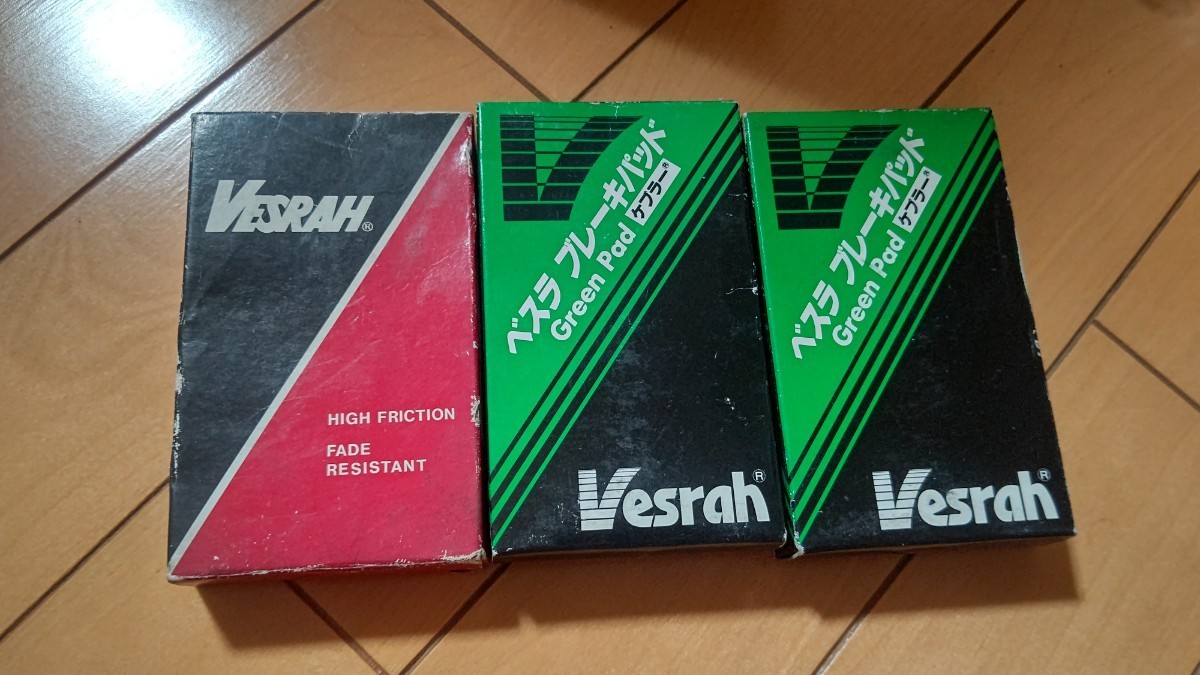 VESRAH®
HIGH FRICTION
FADE
RESISTANT
ベスラ ブレーキパッド
Green Pad ケブラー®
Vesrah®
ベスラ ブレーキパッド
Green Pad ケブラー®
Vesrah®